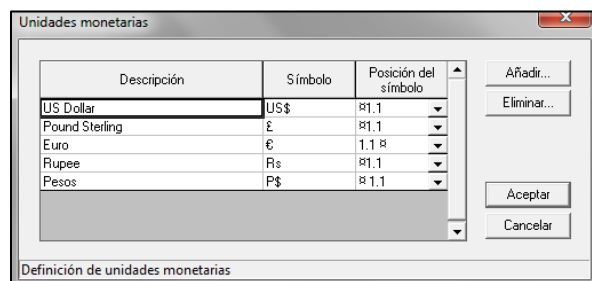 Unidades monetarias
Descripción Símbolo Posición del símbolo
US Dollar US$ ¤1.1
Pound Sterling £ ¤1.1
Euro € 1.1 ¤
Rupee Rs ¤1.1
Pesos P$ ¤ 1.1
Añadir...
Eliminar...
Aceptar
Cancelar
Definición de unidades monetarias